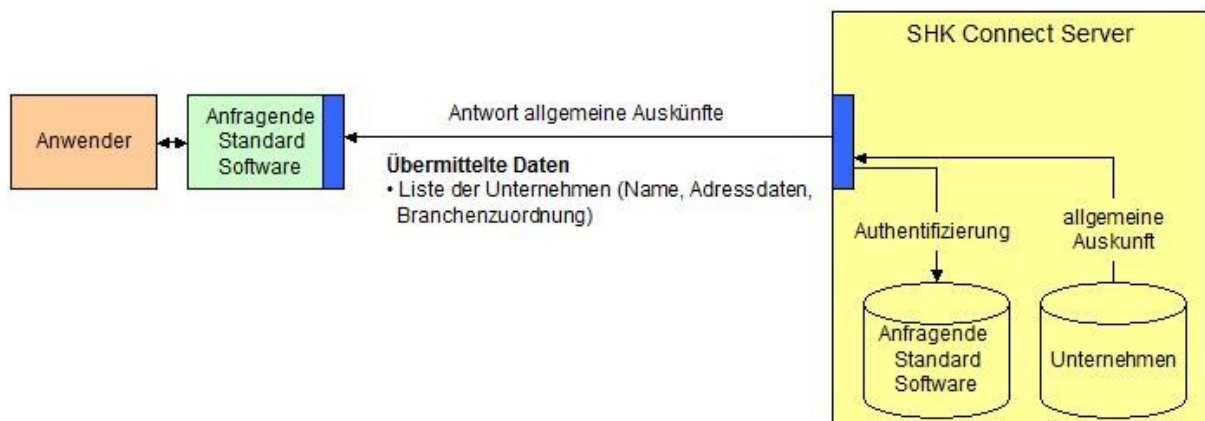 SHK Connect Server
Anwender
Anfragende
Standard
Software
Antwort allgemeine Auskünfte
Übermittelte Daten
• Liste der Unternehmen (Name, Adressdaten,
Branchenzuordnung)
Authentifizierung
allgemeine
Auskunft
Anfragende
Standard
Software
Unternehmen